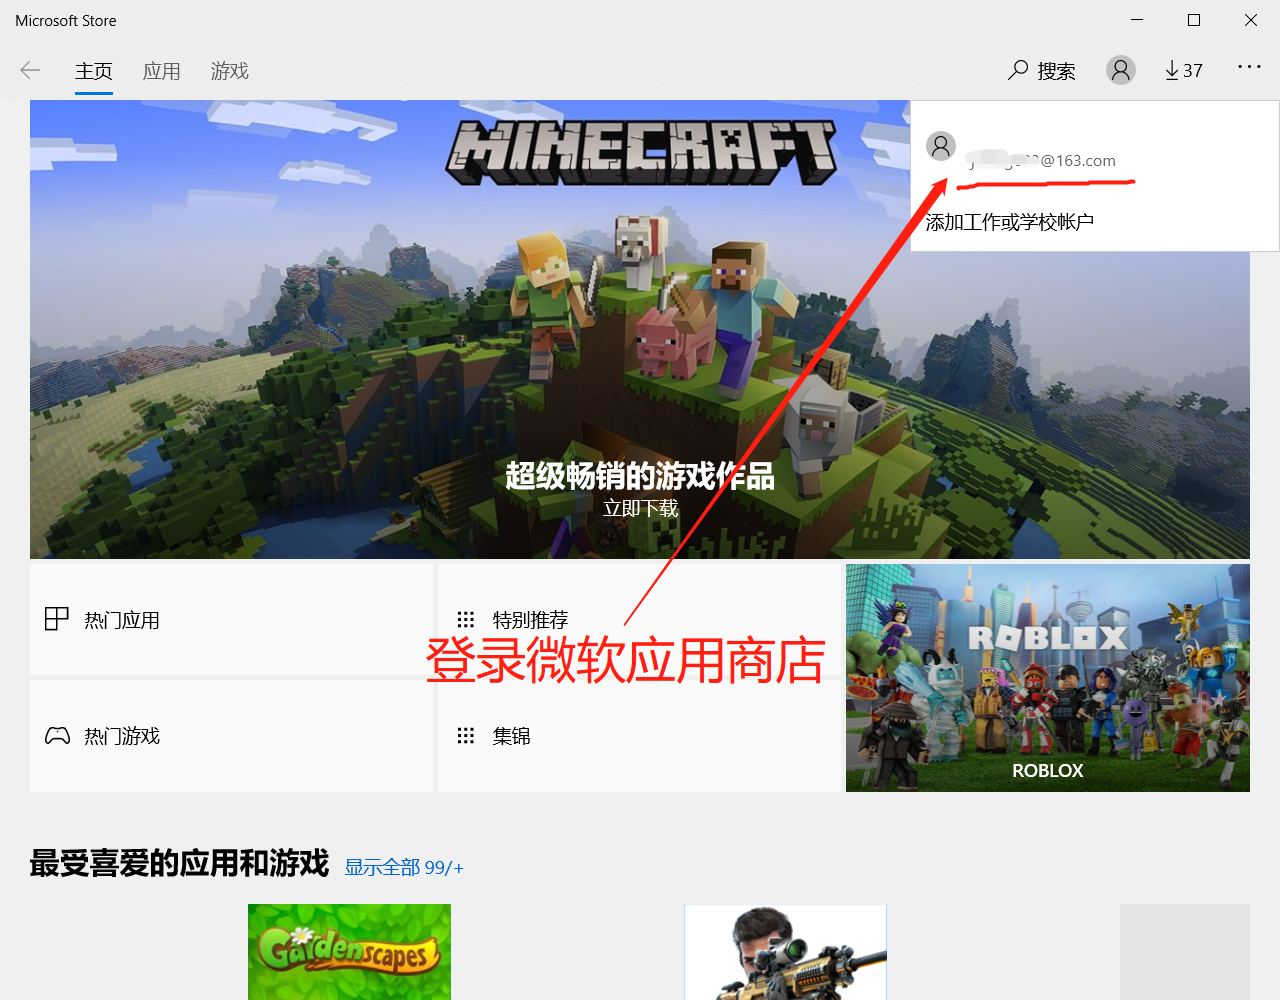 Microsoft Store
主页
应用
游戏
搜索
37
MINECRAFT
@163.com
添加工作或学校帐户
超级畅销的游戏作品
立即下载
热门应用
特别推荐
登录微软应用商店
ROBLOX
热门游戏
集锦
ROBLOX
最受喜爱的应用和游戏 显示全部 99/+
Gardenscapes